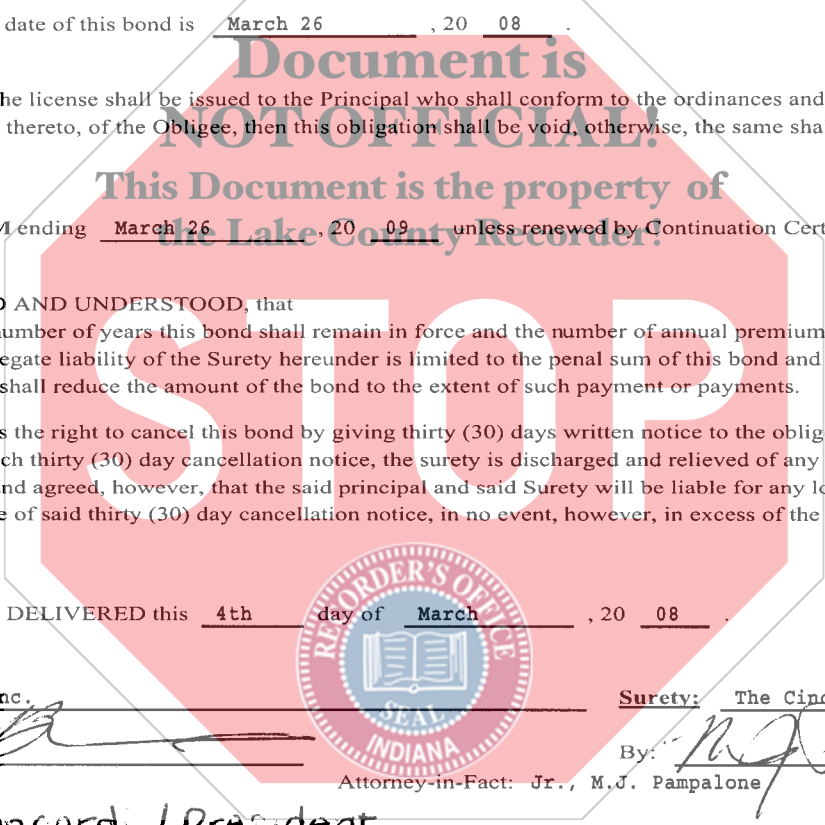 date of this bond is March 26 , 20 08 .
Document is
he license shall be issued to the Principal who shall conform to the ordinances and
NOT OFFICIAL!
thereto, of the Obligee, then this obligation shall be void, otherwise, the same sha
This Document is the property of
M ending March 26 , 20 09 unless renewed by Continuation Cert
the Lake County Recorder!
D AND UNDERSTOOD, that
number of years this bond shall remain in force and the number of annual premium
egate liability of the Surety hereunder is limited to the penal sum of this bond and
shall reduce the amount of the bond to the extent of such payment or payments.
STOP
s the right to cancel this bond by giving thirty (30) days written notice to the oblig
ch thirty (30) day cancellation notice, the surety is discharged and relieved of any
nd agreed, however, that the said principal and said Surety will be liable for any lo
e of said thirty (30) day cancellation notice, in no event, however, in excess of the
RECORDER'S OFFICE
DELIVERED this 4th day of March , 20 08 .
SEAL
INDIANA
nc.
Surety: The Cinc
By:
Attorney-in-Fact: Jr., M.J. Pampalone
President